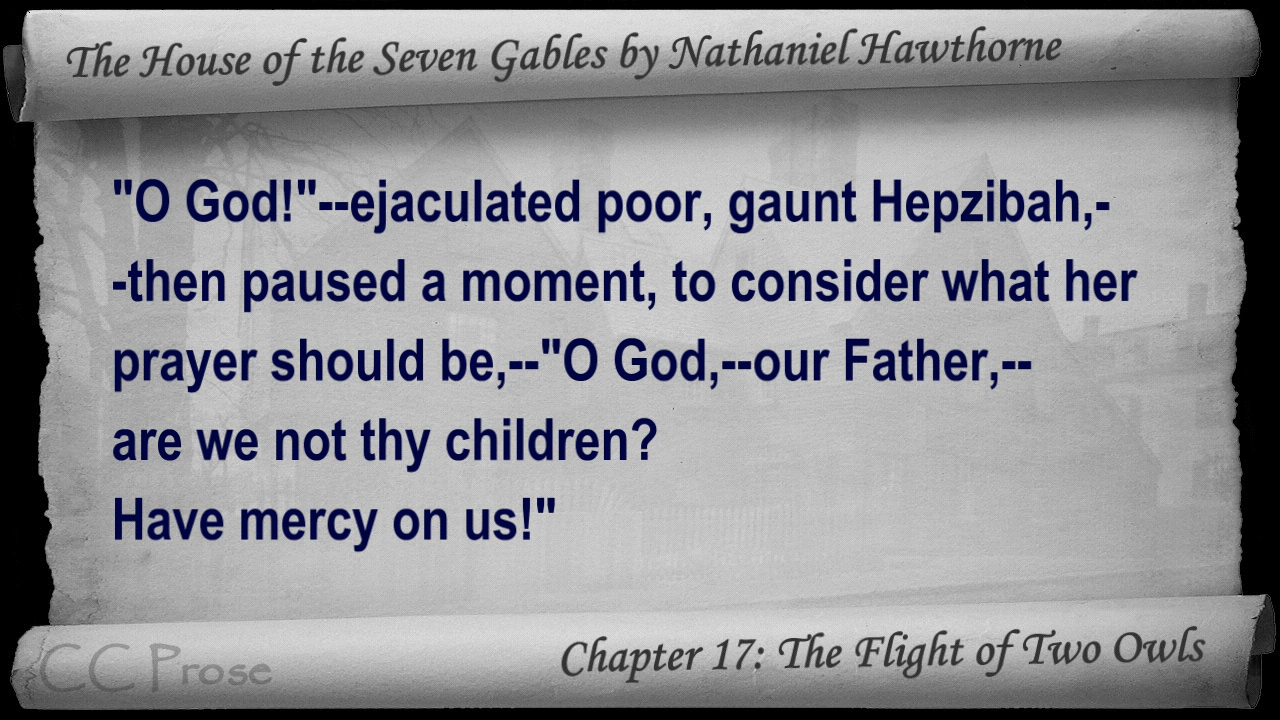 The House of the Seven Gables by Nathaniel Hawthorne
"O God!"--ejaculated poor, gaunt Hepzibah,-
-then paused a moment, to consider what her
prayer should be,--"O God,--our Father,--
are we not thy children?
Have mercy on us!"
CC Prose
Chapter 17: The Flight of Two Owls